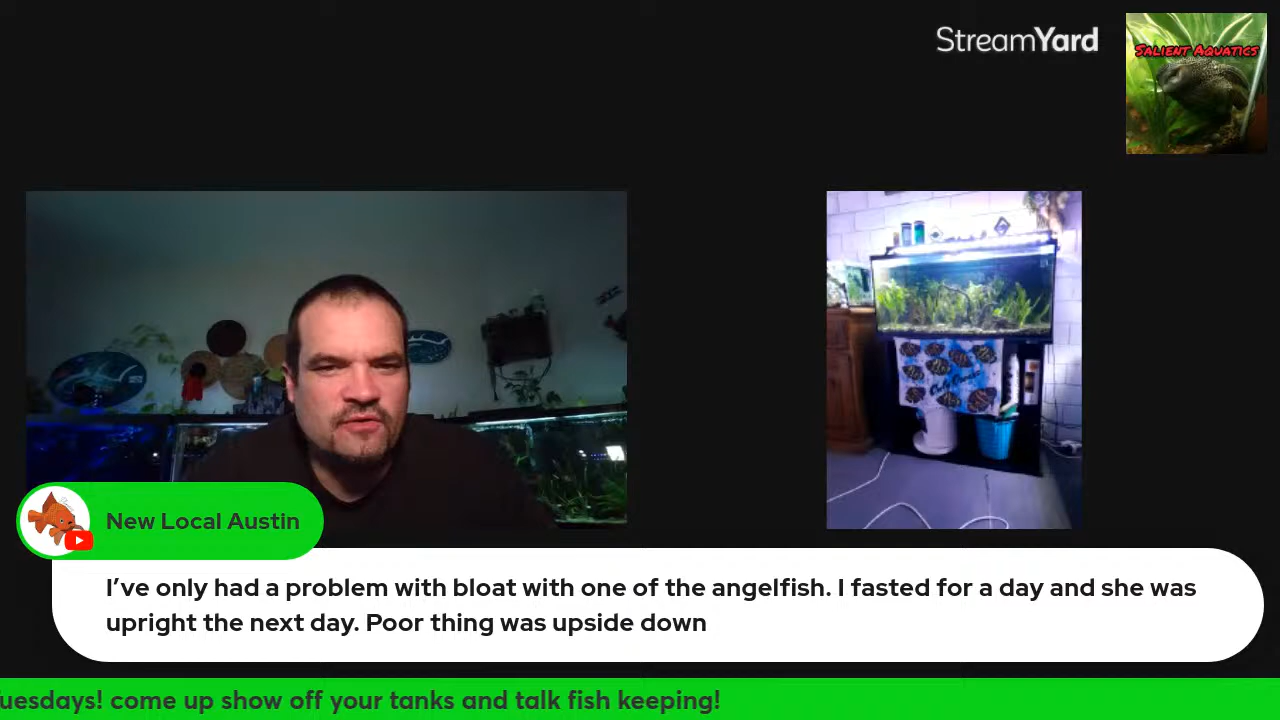 StreamYard
SALIENT AQUATICS
New Local Austin
I’ve only had a problem with bloat with one of the angelfish. I fasted for a day and she was
upright the next day. Poor thing was upside down
uesdays! come up show off your tanks and talk fish keeping!